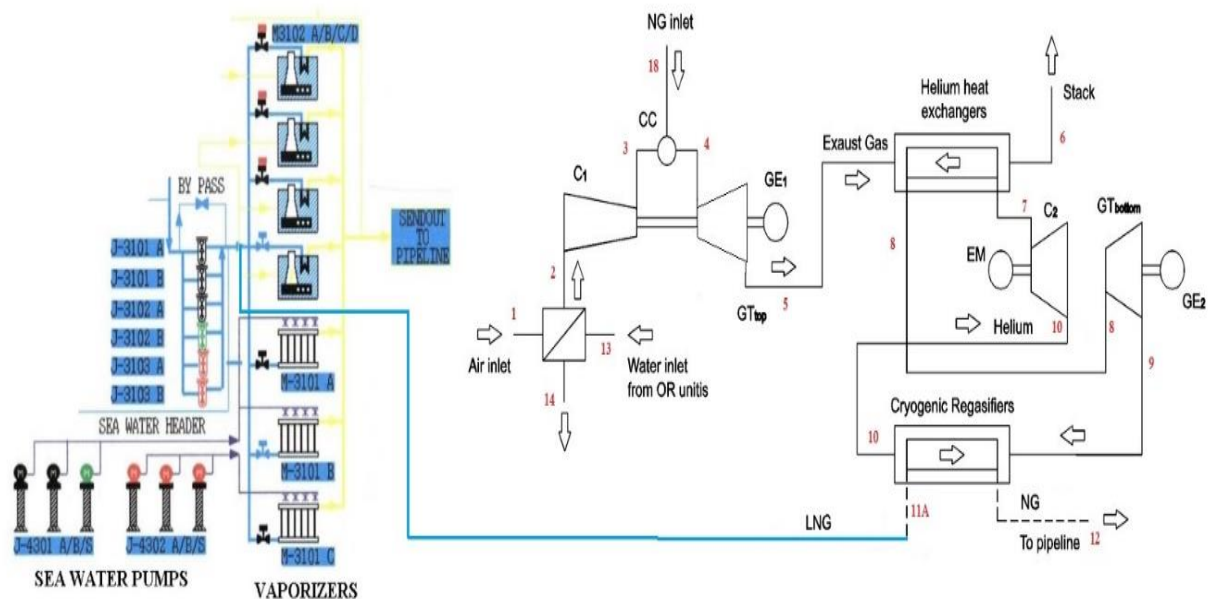 M3102 A/B/C/D
BY PASS
J-3101 A
J-3101 B
J-3102 A
J-3102 B
J-3103 A
J-3103 B
SEA WATER HEADER
J-4301 A/B/S
J-4302 A/B/S
SEA WATER PUMPS
M-3101 A
M-3101 B
M-3101 C
VAPORIZERS
SENDOUT
TO
PIPELINE
NG inlet
18
CC
3
4
C1
GE1
2
1
Air inlet
13
Water inlet
from OR unitis
14
GTtop
5
Exaust Gas
Helium heat
exchangers
Stack
6
7
C2
GTbottom
8
EM
Helium
10
8
GE2
9
Cryogenic Regasifiers
10
11A
LNG
NG
To pipeline
12